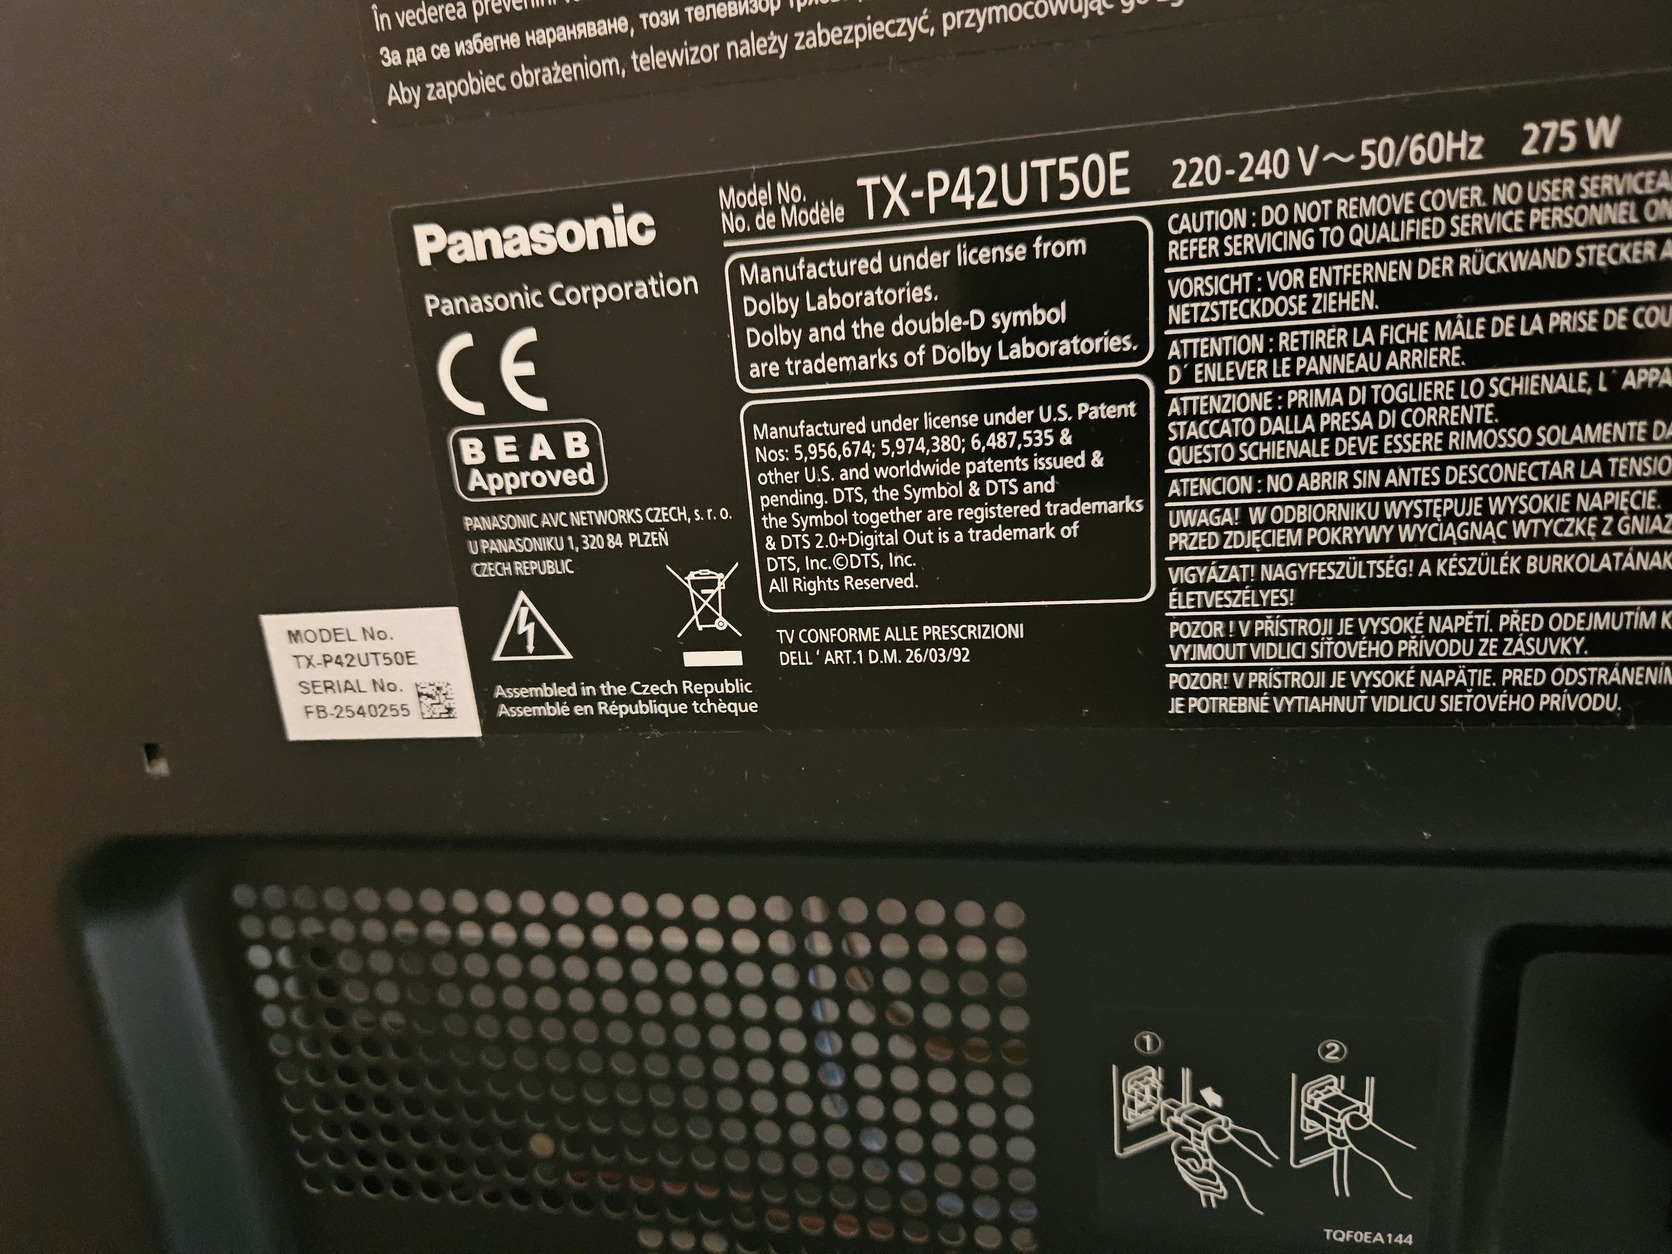 În vederea
За да се избегне нараняване, този телевизор
Aby zapobiec obrażeniom, telewizor należy zabezpieczyć, przymocowując go
Panasonic
Panasonic Corporation
CE
BEAB
Approved
PANASONIC AVC NETWORKS CZECH, s. r. o.
U PANASONIKU 1, 320 84 PLZEŇ
CZECH REPUBLIC
Assembled in the Czech Republic
Assemblé en République tchèque
MODEL No.
TX-P42UT50E
SERIAL No.
FB-2540255
Model No.
No. de Modèle
TX-P42UT50E
220-240 V~50/60Hz 275 W
Manufactured under license from
Dolby Laboratories.
Dolby and the double-D symbol
are trademarks of Dolby Laboratories.
Manufactured under license under U.S. Patent
Nos: 5,956,674; 5,974,380; 6,487,535 &
other U.S. and worldwide patents issued &
pending. DTS, the Symbol & DTS and
the Symbol together are registered trademarks
& DTS 2.0+Digital Out is a trademark of
DTS, Inc.©DTS, Inc.
All Rights Reserved.
TV CONFORME ALLE PRESCRIZIONI
DELL ' ART.1 D.M. 26/03/92
CAUTION : DO NOT REMOVE COVER. NO USER
REFER SERVICING TO QUALIFIED SERVICE PERSONNEL
VORSICHT : VOR ENTFERNEN DER RÜCKWAND STECKER
NETZSTECKDOSE ZIEHEN.
ATTENTION : RETIRER LA FICHE MÂLE DE LA PRISE DE
D´ ENLEVER LE PANNEAU ARRIERE.
ATTENZIONE : PRIMA DI TOGLIERE LO SCHIENALE, L´
STACCATO DALLA PRESA DI CORRENTE.
QUESTO SCHIENALE DEVE ESSERE RIMOSSO SOLAMENTE
ATENCION : NO ABRIR SIN ANTES DESCONECTAR LA
UWAGA! W ODBIORNIKU WYSTĘPUJE WYSOKIE NAPIĘCIE.
PRZED ZDJĘCIEM POKRYWY WYCIĄGNĄC WTYCZKĘ Z
VIGYÁZAT! NAGYFESZÜLTSÉG! A KÉSZÜLÉK
ÉLETVESZÉLYES!
POZOR ! V PŘÍSTROJI JE VYSOKÉ NAPĚTÍ. PŘED ODEJMUTÍM
VYJMOUT VIDLICI SÍŤOVÉHO PŘÍVODU ZE ZÁSUVKY.
POZOR! V PRÍSTROJI JE VYSOKÉ NAPÄTIE. PRED
JE POTREBNÉ VYTIAHNUŤ VIDLICU SIEŤOVÉHO PRÍVODU.
① ②
TQF0EA144